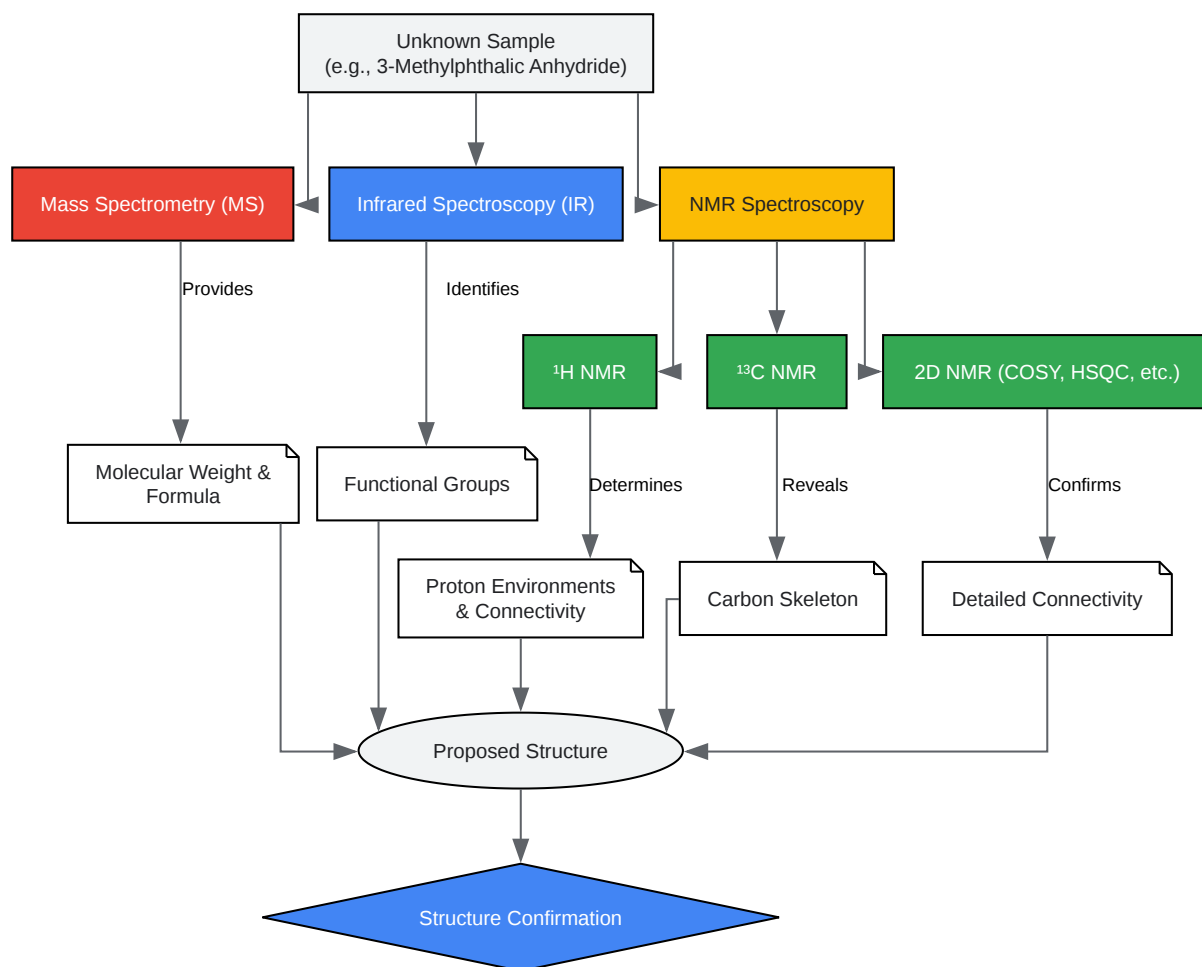 Unknown Sample
(e.g., 3-Methylphthalic Anhydride)
Mass Spectrometry (MS)
Infrared Spectroscopy (IR)
NMR Spectroscopy
Provides
Identifies
¹H NMR
¹³C NMR
2D NMR (COSY, HSQC, etc.)
Molecular Weight &
Formula
Functional Groups
Determines
Reveals
Confirms
Proton Environments
& Connectivity
Carbon Skeleton
Detailed Connectivity
Proposed Structure
Structure Confirmation